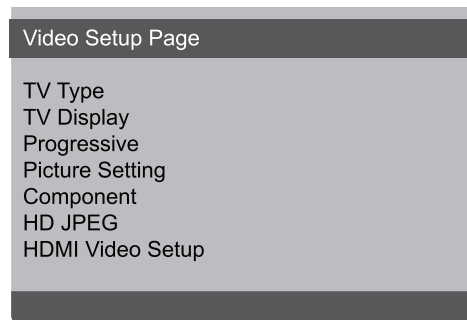 Video Setup Page
TV Type
TV Display
Progressive
Picture Setting
Component
HD JPEG
HDMI Video Setup